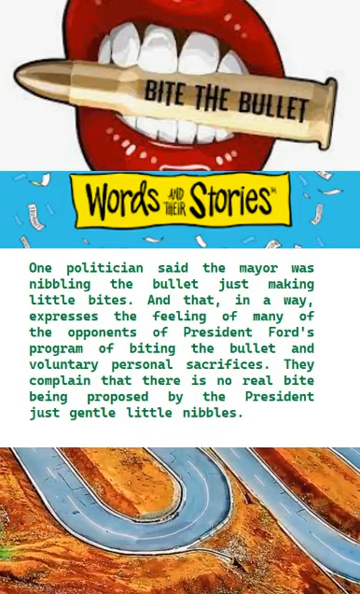 BITE THE BULLET
Words AND THEIR Stories
One politician said the mayor was
nibbling the bullet just making
little bites. And that, in a way,
expresses the feeling of many of
the opponents of President Ford's
program of biting the bullet and
voluntary personal sacrifices. They
complain that there is no real bite
being proposed by the President
just gentle little nibbles.